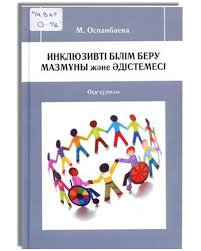 М. Оспанбаева
ИНКЛЮЗИВТІ БІЛІМ БЕРУ
МАЗМҰНЫ және ӘДІСТЕМЕСІ
Оқу құралы